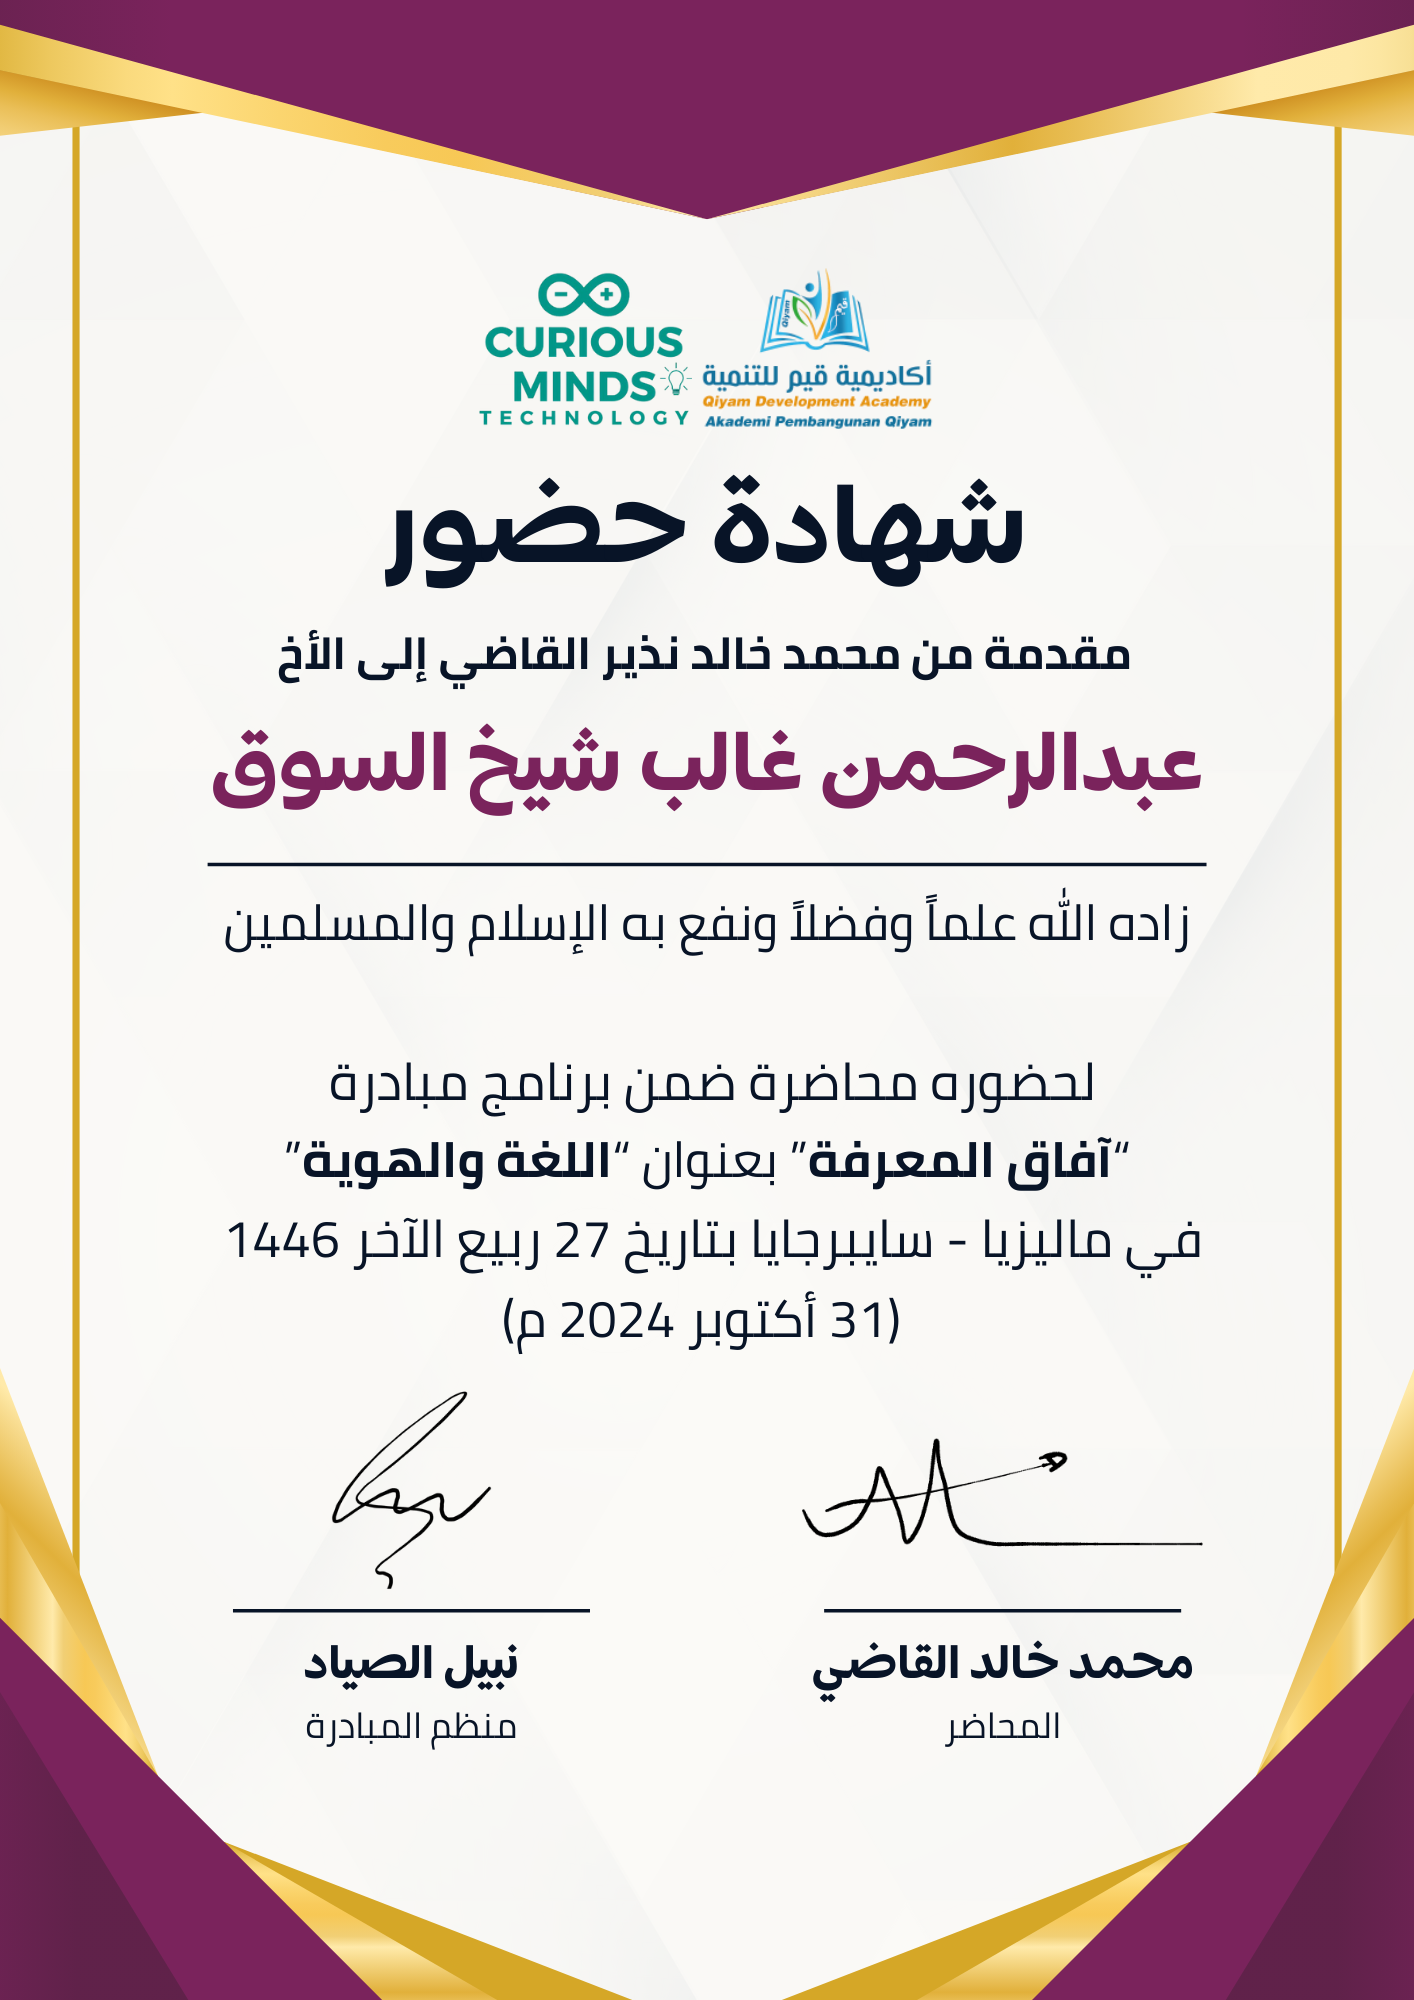 CURIOUS
MINDS
TECHNOLOGY
Qiyam
قيم
أكاديمية قيم للتنمية
Qiyam Development Academy
Akademi Pembangunan Qiyam
شهادة حضور
مقدمة من محمد خالد نذير القاضي إلى الأخ
عبدالرحمن غالب شيخ السوق
زاده الله علماً وفضلاً ونفع به الإسلام والمسلمين
لحضوره محاضرة ضمن برنامج مبادرة
“آفاق المعرفة” بعنوان “اللغة والهوية”
في ماليزيا - سايبرجايا بتاريخ 27 ربيع الآخر 1446
(31 أكتوبر 2024 م)
محمد خالد القاضي
المحاضر
نبيل الصياد
منظم المبادرة